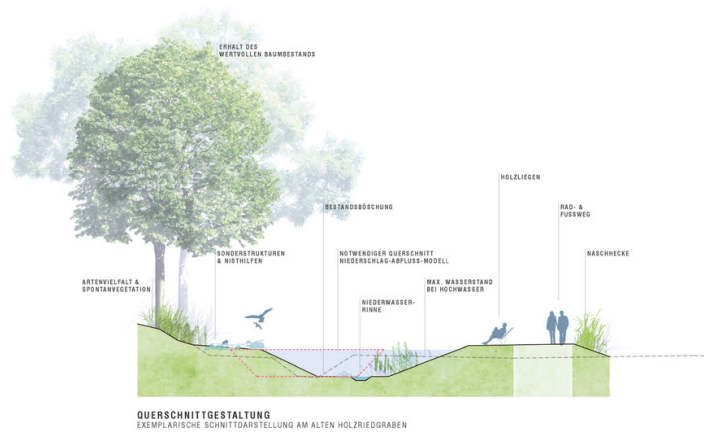 ERHALT DES
WERTVOLLEN BAUMBESTANDS
HOLZLIEGEN
BESTANDSBÖSCHUNG
RAD- &
FUSSWEG
SONDERSTRUKTUREN
& NISTHILFEN
NOTWENDIGER QUERSCHNITT
NIEDERSCHLAG-ABFLUSS-MODELL
NASCHHECKE
ARTENVIELFALT &
SPONTANVEGETATION
MAX. WASSERSTAND
BEI HOCHWASSER
NIEDERWASSER-
RINNE
QUERSCHNITTGESTALTUNG
EXEMPLARISCHE SCHNITTDARSTELLUNG AM ALTEN HOLZRIEDGRABEN